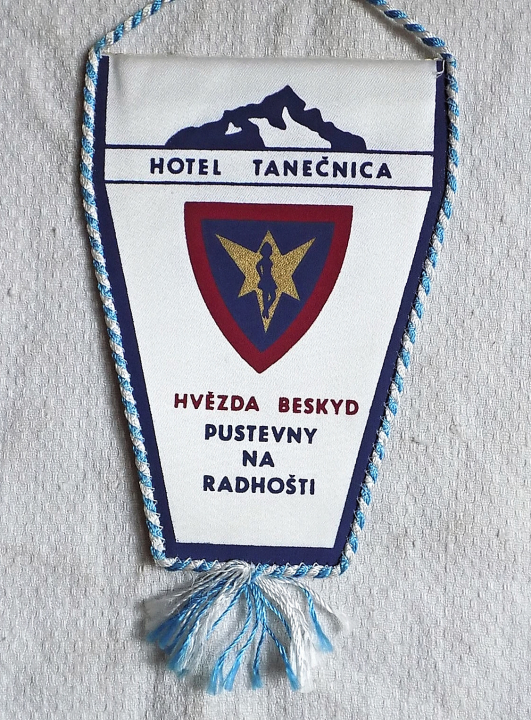 HOTEL TANEČNICA
HVĚZDA BESKYD
PUSTEVNY
NA
RADHOŠTI